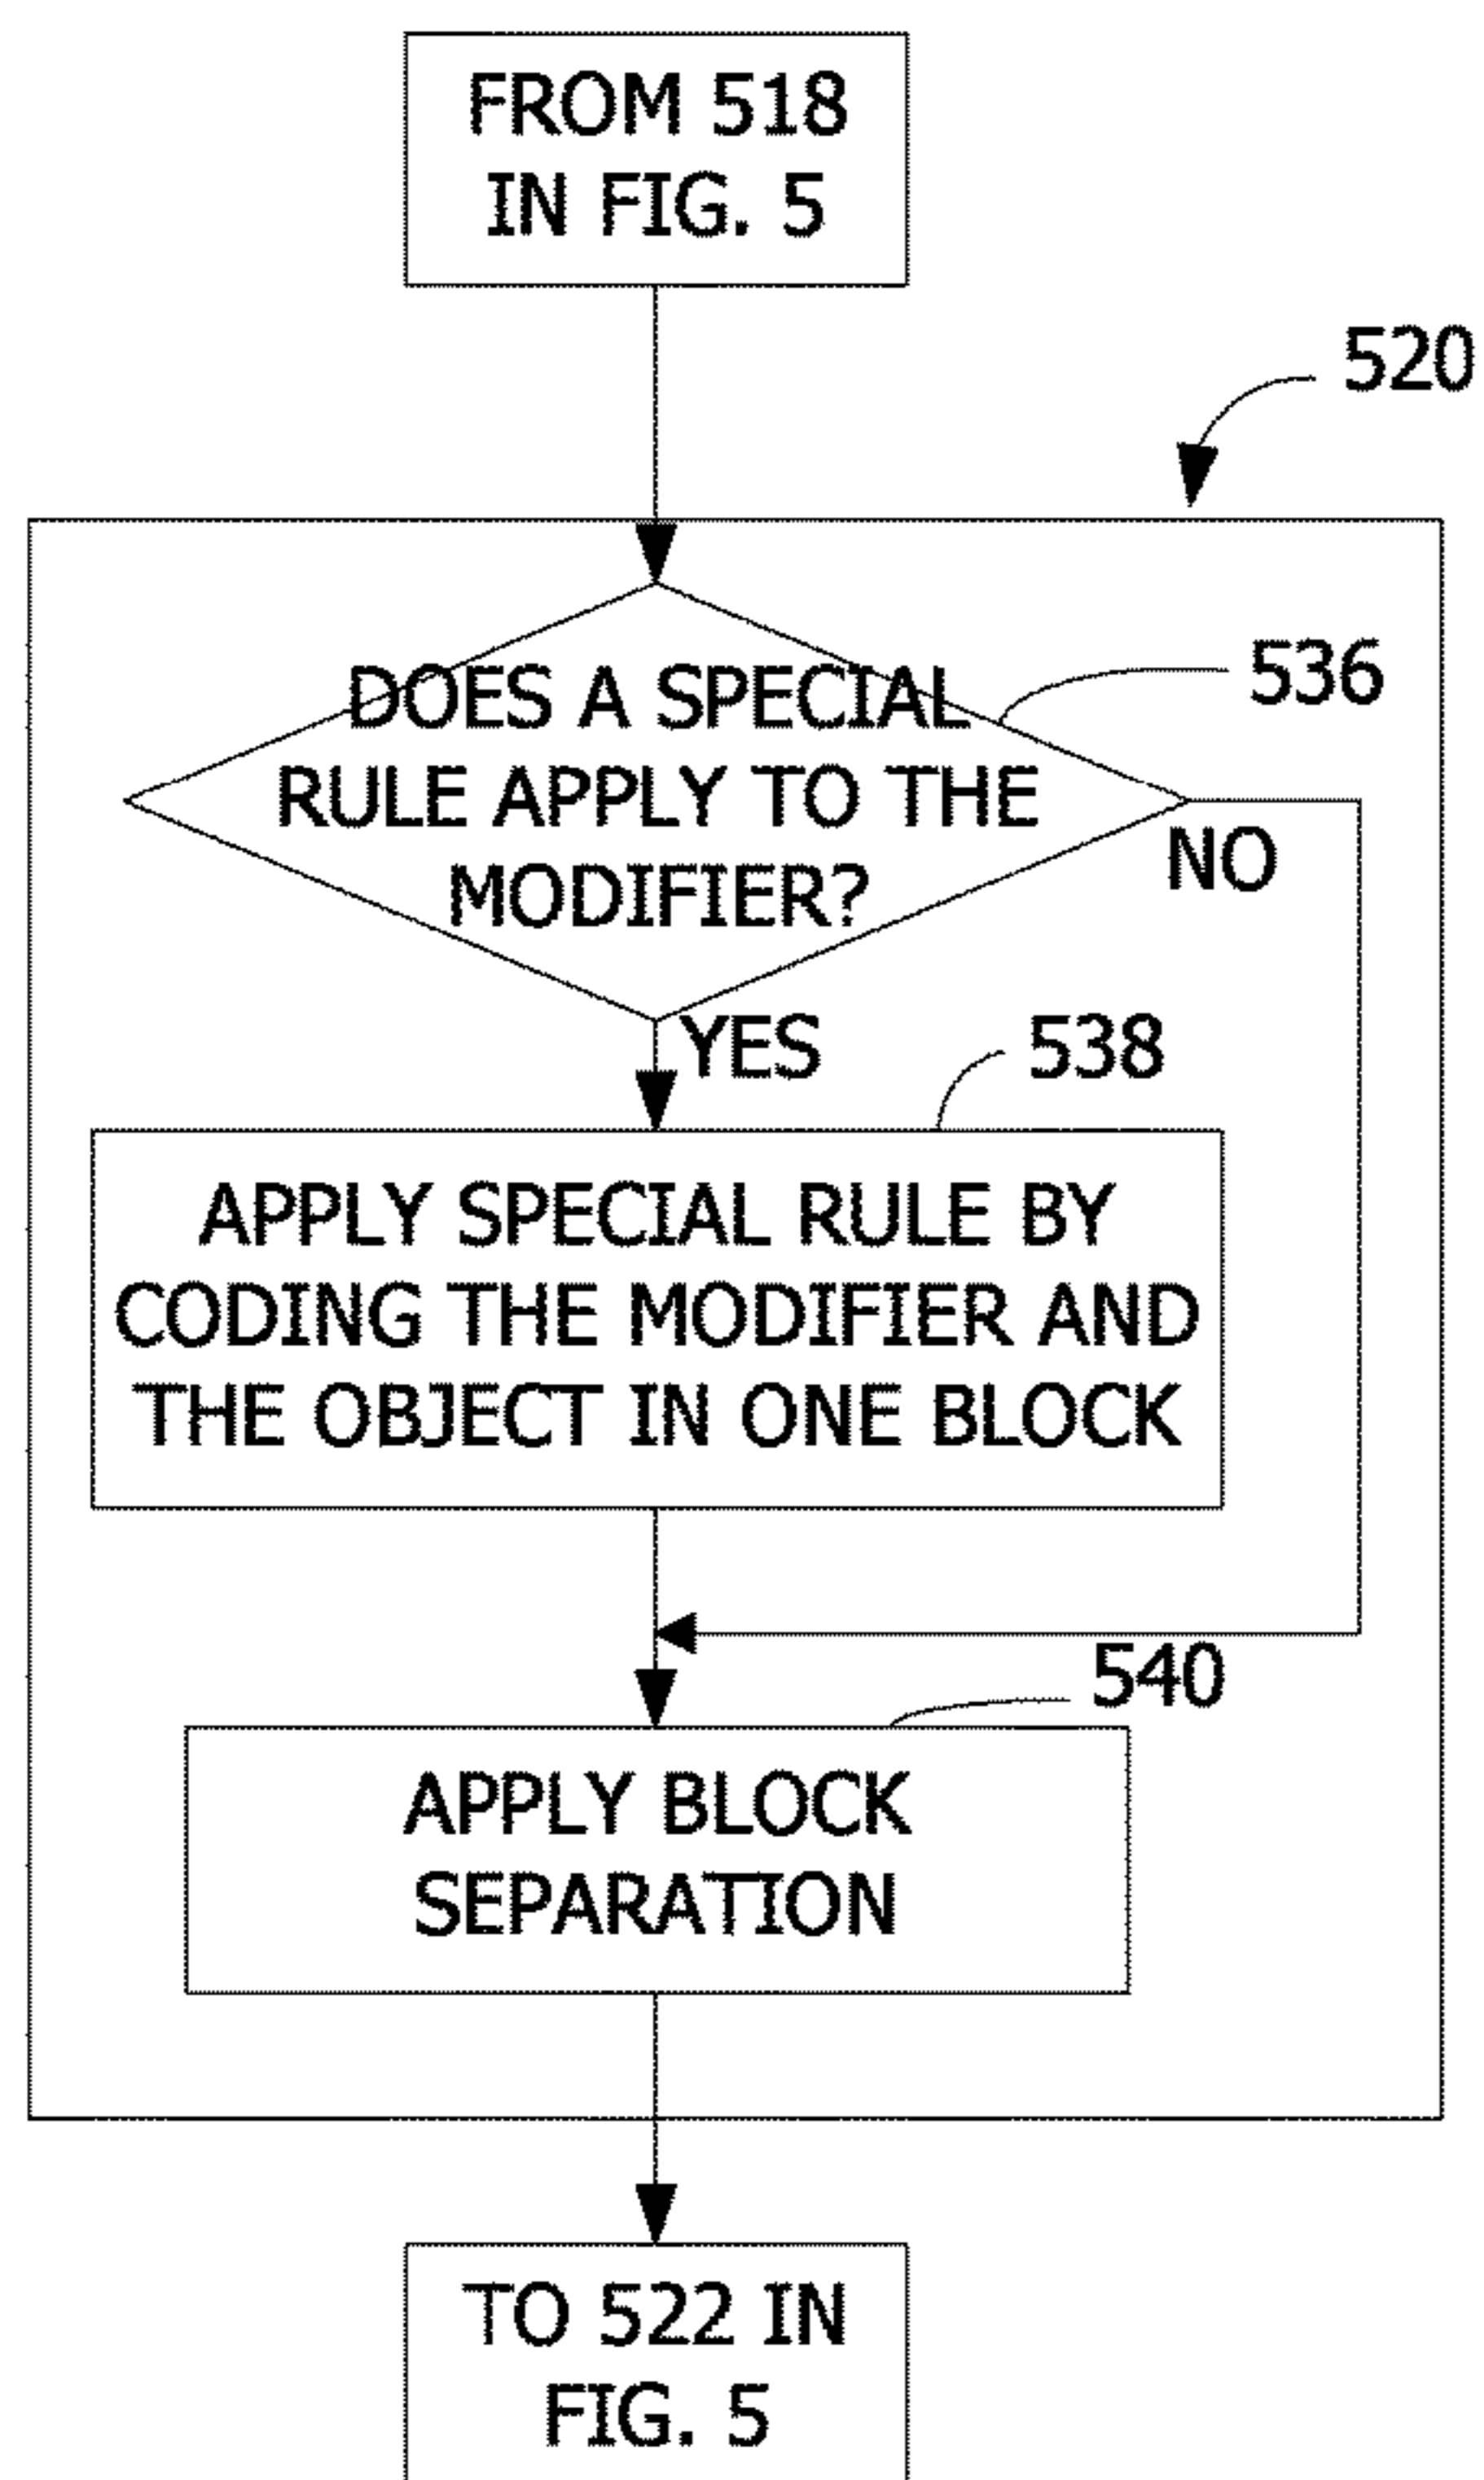 FROM 518
IN FIG. 5
520
DOES A SPECIAL
RULE APPLY TO THE
MODIFIER?
536
NO
YES
538
APPLY SPECIAL RULE BY
CODING THE MODIFIER AND
THE OBJECT IN ONE BLOCK
540
APPLY BLOCK
SEPARATION
TO 522 IN
FIG. 5